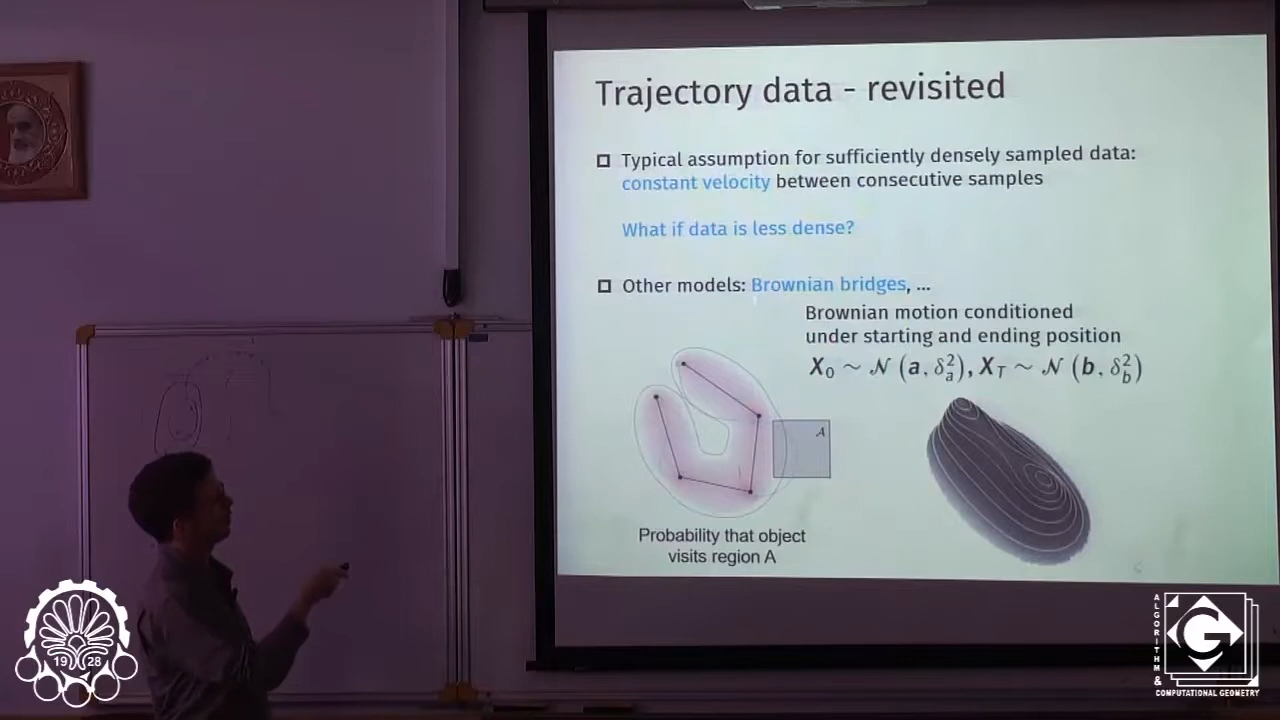 Trajectory data - revisited
Typical assumption for sufficiently densely sampled data:
constant velocity between consecutive samples
What if data is less dense?
Other models: Brownian bridges, ...
Brownian motion conditioned
under starting and ending position
X₀ ~ 𝒩 (a, δₐ²), X_T ~ 𝒩 (b, δ_b²)
A
Probability that object
visits region A
19 28
ALGORITHM
&
COMPUTATIONAL GEOMETRY
G